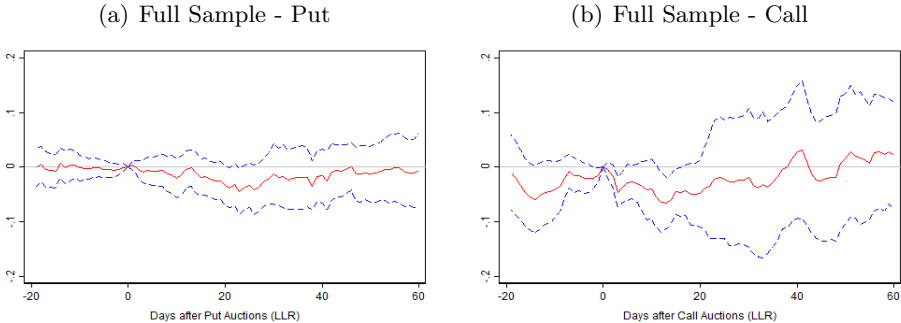 (a) Full Sample - Put
(b) Full Sample - Call
.2
.1
0
-.1
-.2
-20 0 20 40 60
Days after Put Auctions (LLR)
.2
.1
0
-.1
-.2
-20 0 20 40 60
Days after Call Auctions (LLR)